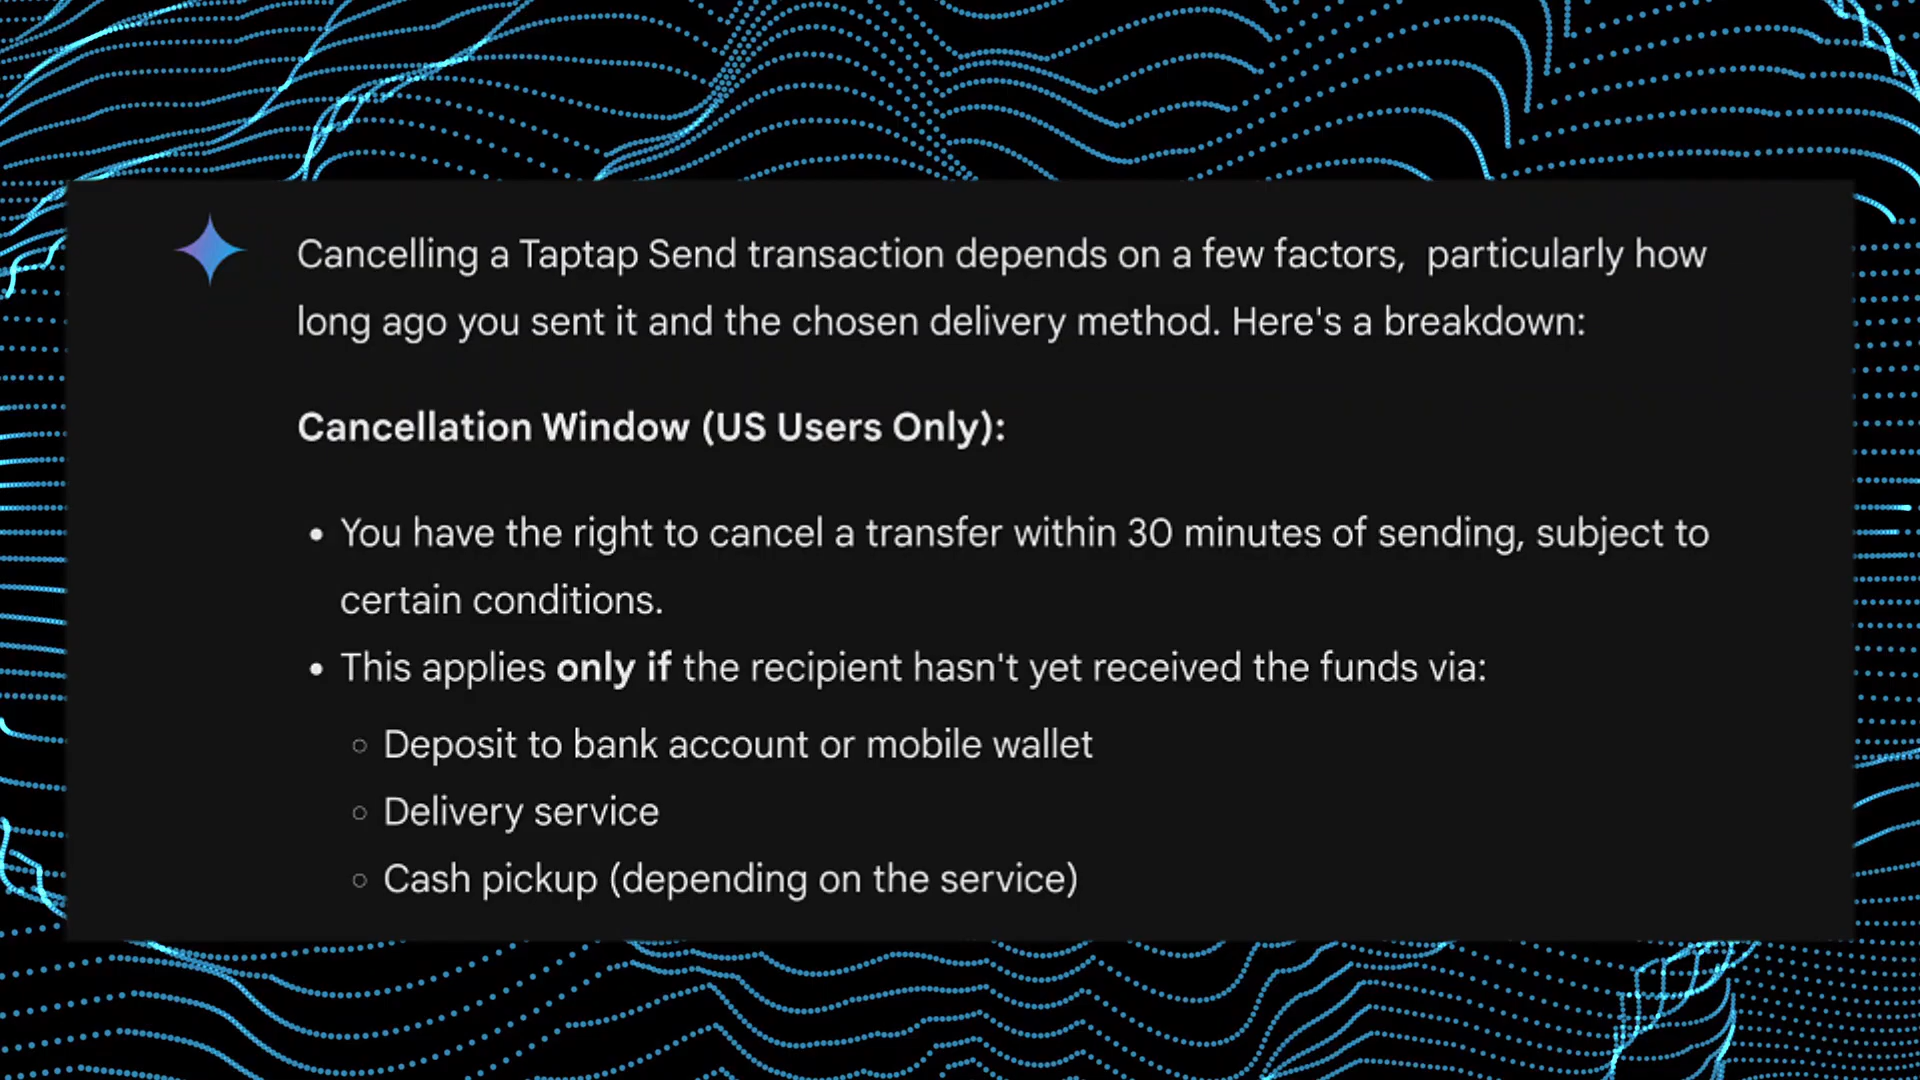 Cancelling a Taptap Send transaction depends on a few factors, particularly how
long ago you sent it and the chosen delivery method. Here's a breakdown:
Cancellation Window (US Users Only):
• You have the right to cancel a transfer within 30 minutes of sending, subject to
certain conditions.
• This applies only if the recipient hasn't yet received the funds via:
○ Deposit to bank account or mobile wallet
○ Delivery service
○ Cash pickup (depending on the service)